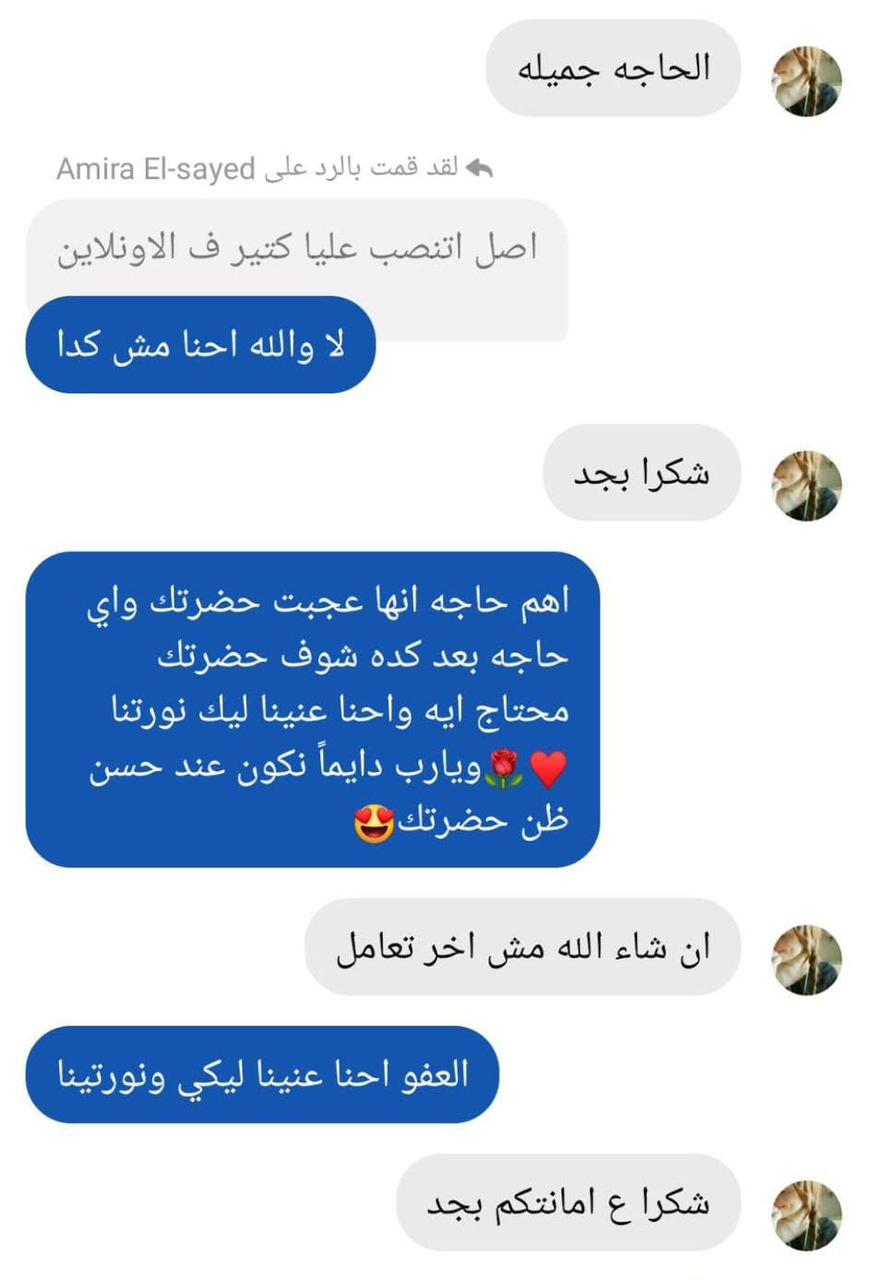 الحاجه جميله
لقد قمت بالرد على Amira El-sayed
اصل اتنصب عليا كتير ف الاونلاين
لا والله احنا مش كدا
شكرا بجد
اهم حاجه انها عجبت حضرتك واي
حاجه بعد كده شوف حضرتك
محتاج ايه واحنا عنينا ليك نورتنا
♥️🌹ويارب دايماً نكون عند حسن
ظن حضرتك😍
ان شاء الله مش اخر تعامل
العفو احنا عنينا ليكي ونورتينا
شكرا ع امانتكم بجد